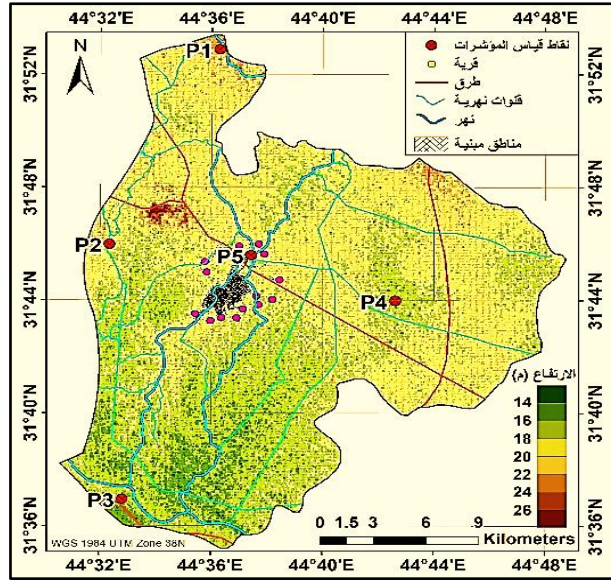 44°32'E 44°36'E 44°40'E 44°44'E 44°48'E
31°52'N 31°48'N 31°44'N 31°40'N 31°36'N
N
P1
P2
P5
P4
P3
نقاط قياس المؤشرات
قرية
طرق
قنوات نهرية
نهر
مناطق مبنية
31°52'N 31°48'N 31°44'N 31°40'N 31°36'N
الارتفاع (م)
14
16
18
20
22
24
26
0 1.5 3 6 9
Kilometers
WGS 1984 UTM Zone 38N
44°32'E 44°36'E 44°40'E 44°44'E 44°48'E